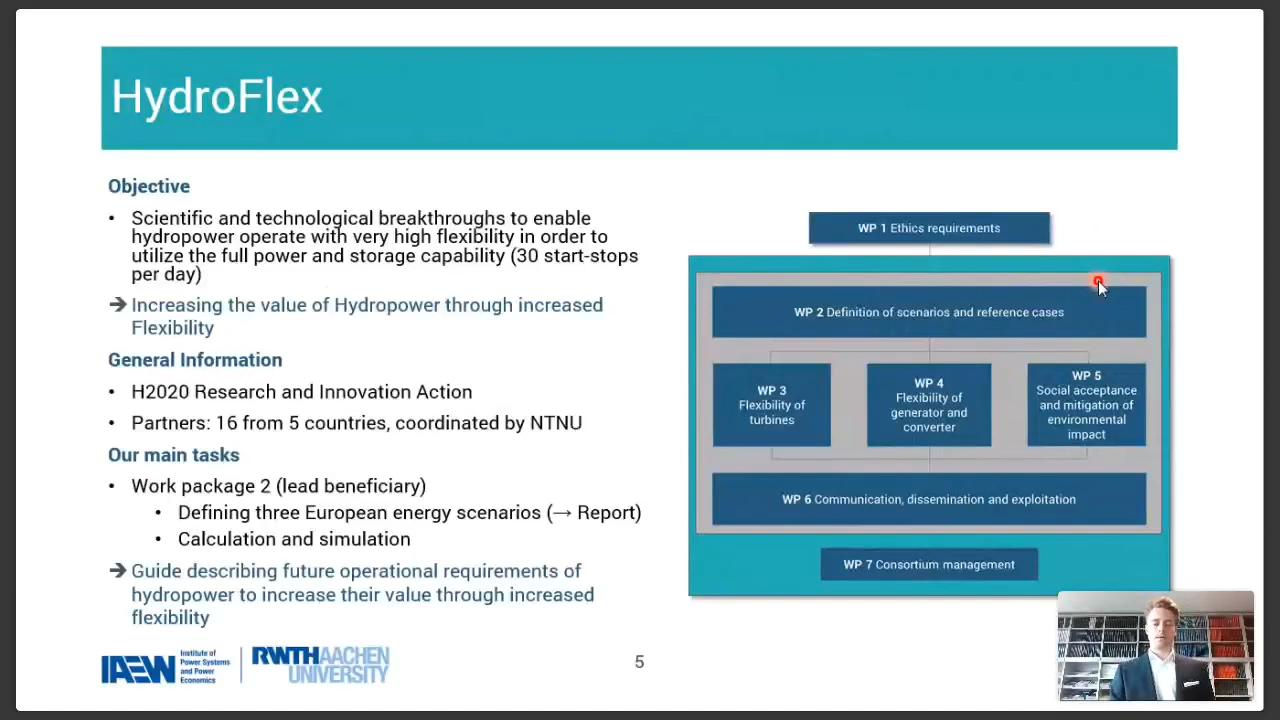 HydroFlex
Objective
• Scientific and technological breakthroughs to enable
hydropower operate with very high flexibility in order to
utilize the full power and storage capability (30 start-stops
per day)
→ Increasing the value of Hydropower through increased
Flexibility
General Information
• H2020 Research and Innovation Action
• Partners: 16 from 5 countries, coordinated by NTNU
Our main tasks
• Work package 2 (lead beneficiary)
• Defining three European energy scenarios (→ Report)
• Calculation and simulation
→ Guide describing future operational requirements of
hydropower to increase their value through increased
flexibility
WP 1 Ethics requirements
WP 2 Definition of scenarios and reference cases
WP 3
Flexibility of
turbines
WP 4
Flexibility of
generator and
converter
WP 5
Social acceptance
and mitigation of
environmental
impact
WP 6 Communication, dissemination and exploitation
WP 7 Consortium management
IAEW
Institute of
Power Systems
and Power
Economics
RWTH AACHEN
UNIVERSITY
5